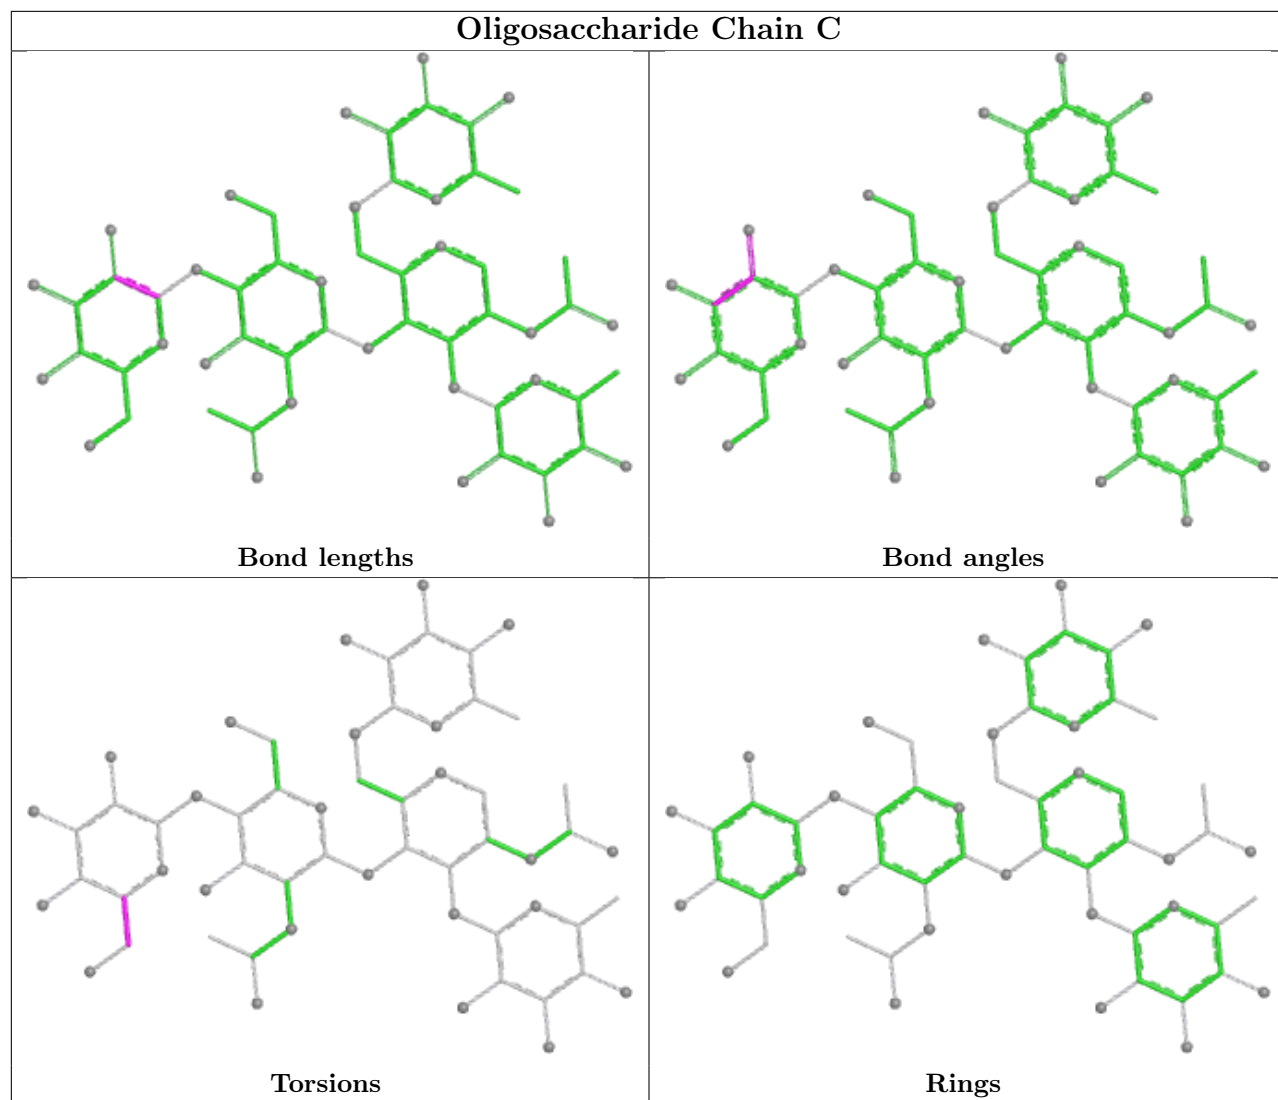 Oligosaccharide Chain C
Bond lengths
Bond angles
Torsions
Rings